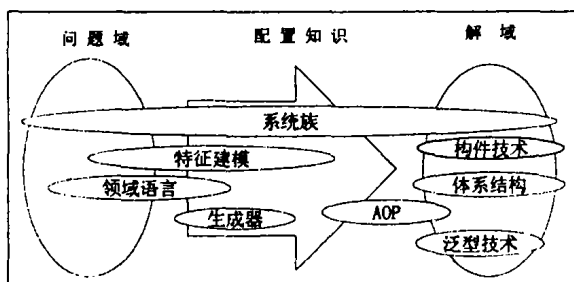 问题域 配置知识 解域
系统族
构件技术
特征建模
领域语言 体系结构
生成器 AOP
泛型技术